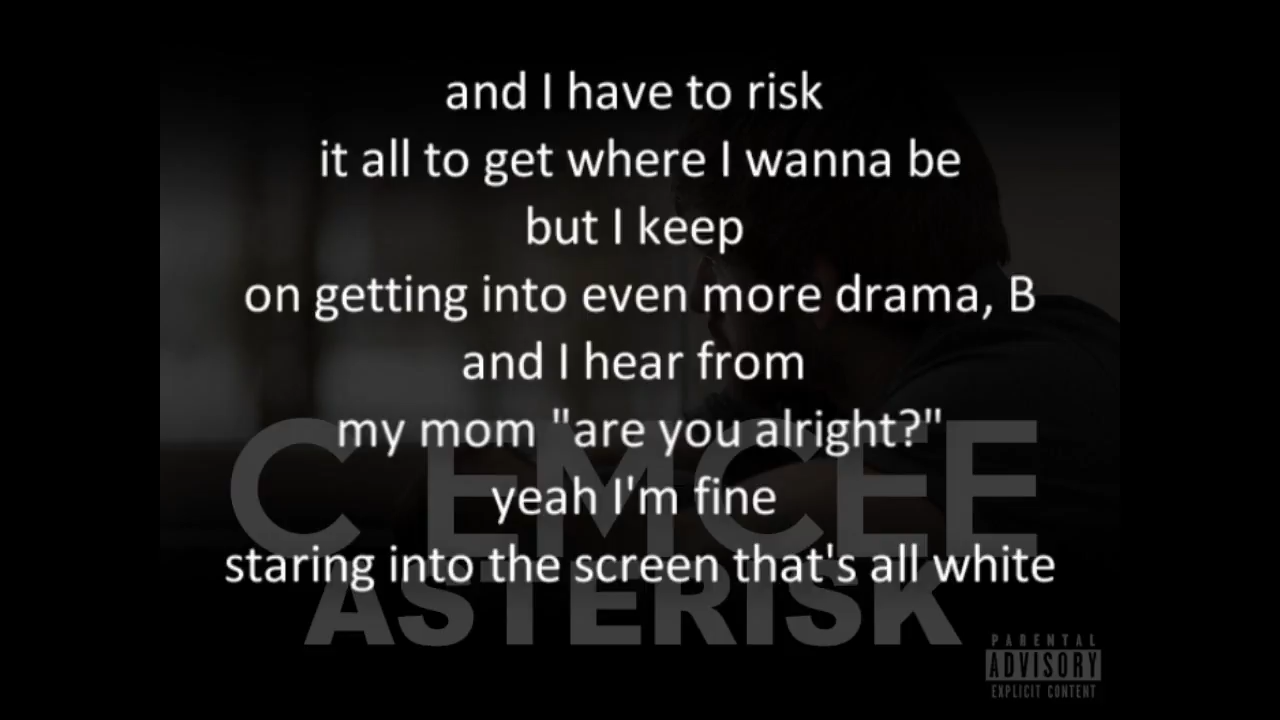 and I have to risk
it all to get where I wanna be
but I keep
on getting into even more drama, B
and I hear from
my mom "are you alright?"
yeah I'm fine
staring into the screen that's all white
C EMCEE
ASTERISK
PARENTAL
ADVISORY
EXPLICIT CONTENT